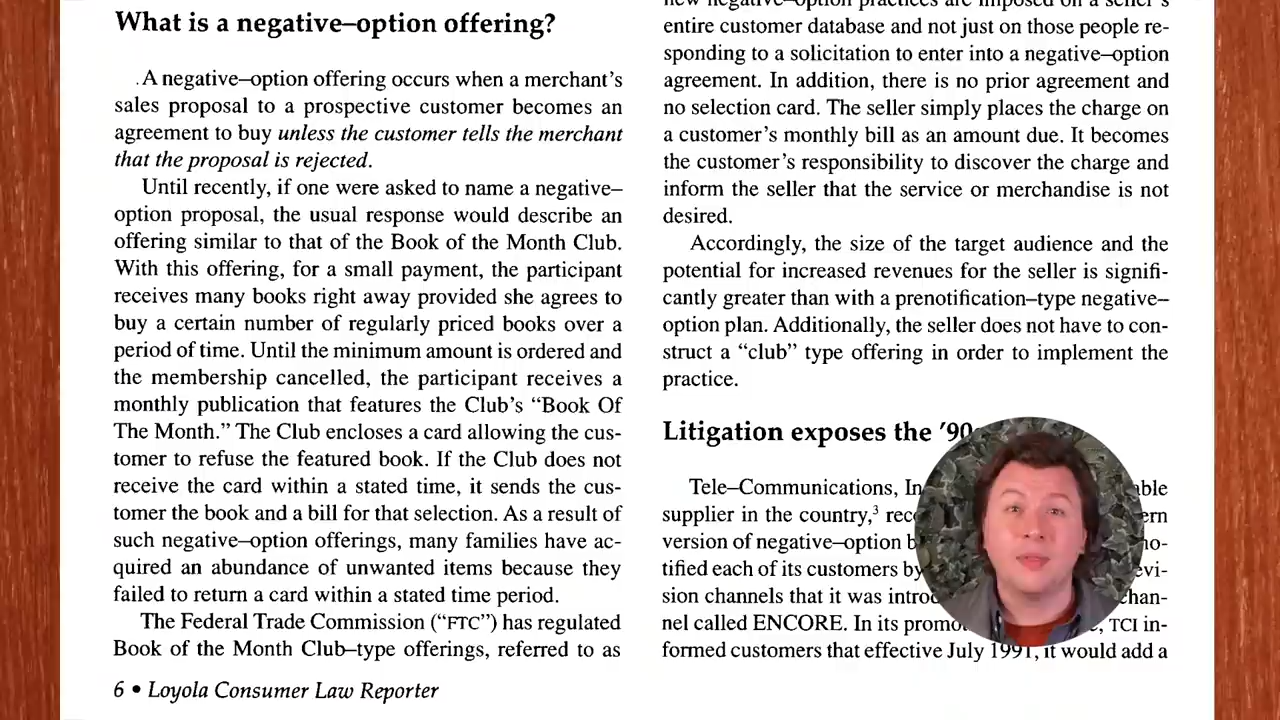 What is a negative–option offering?
A negative–option offering occurs when a merchant's
sales proposal to a prospective customer becomes an
agreement to buy unless the customer tells the merchant
that the proposal is rejected.
Until recently, if one were asked to name a negative–
option proposal, the usual response would describe an
offering similar to that of the Book of the Month Club.
With this offering, for a small payment, the participant
receives many books right away provided she agrees to
buy a certain number of regularly priced books over a
period of time. Until the minimum amount is ordered and
the membership cancelled, the participant receives a
monthly publication that features the Club's “Book Of
The Month.” The Club encloses a card allowing the cus-
tomer to refuse the featured book. If the Club does not
receive the card within a stated time, it sends the cus-
tomer the book and a bill for that selection. As a result of
such negative–option offerings, many families have ac-
quired an abundance of unwanted items because they
failed to return a card within a stated time period.
The Federal Trade Commission (“FTC”) has regulated
Book of the Month Club–type offerings, referred to as
6 • Loyola Consumer Law Reporter
new negative–option practices are imposed on a seller's
entire customer database and not just on those people re-
sponding to a solicitation to enter into a negative–option
agreement. In addition, there is no prior agreement and
no selection card. The seller simply places the charge on
a customer's monthly bill as an amount due. It becomes
the customer's responsibility to discover the charge and
inform the seller that the service or merchandise is not
desired.
Accordingly, the size of the target audience and the
potential for increased revenues for the seller is signifi-
cantly greater than with a prenotification–type negative–
option plan. Additionally, the seller does not have to con-
struct a “club” type offering in order to implement the
practice.
Litigation exposes the '90
Tele–Communications,
supplier in the country,3
version of negative–option
tified each of its customers by
sion channels that it was
nel called ENCORE. In its TCI in-
formed customers that effective July 1991, it would add a